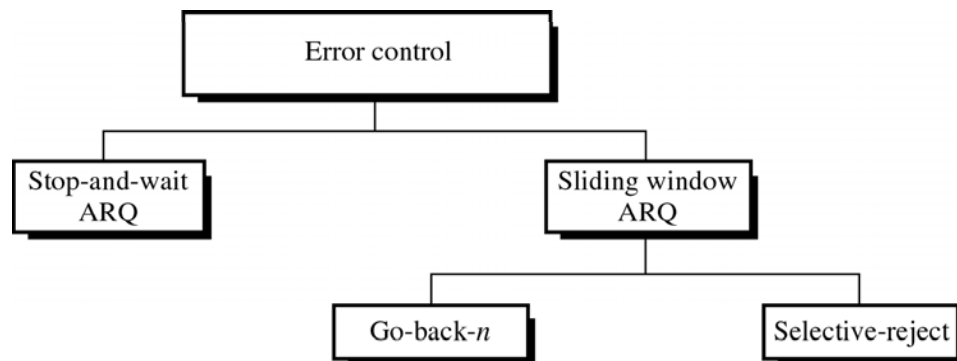 Error control
Stop-and-wait
ARQ
Sliding window
ARQ
Go-back-n
Selective-reject